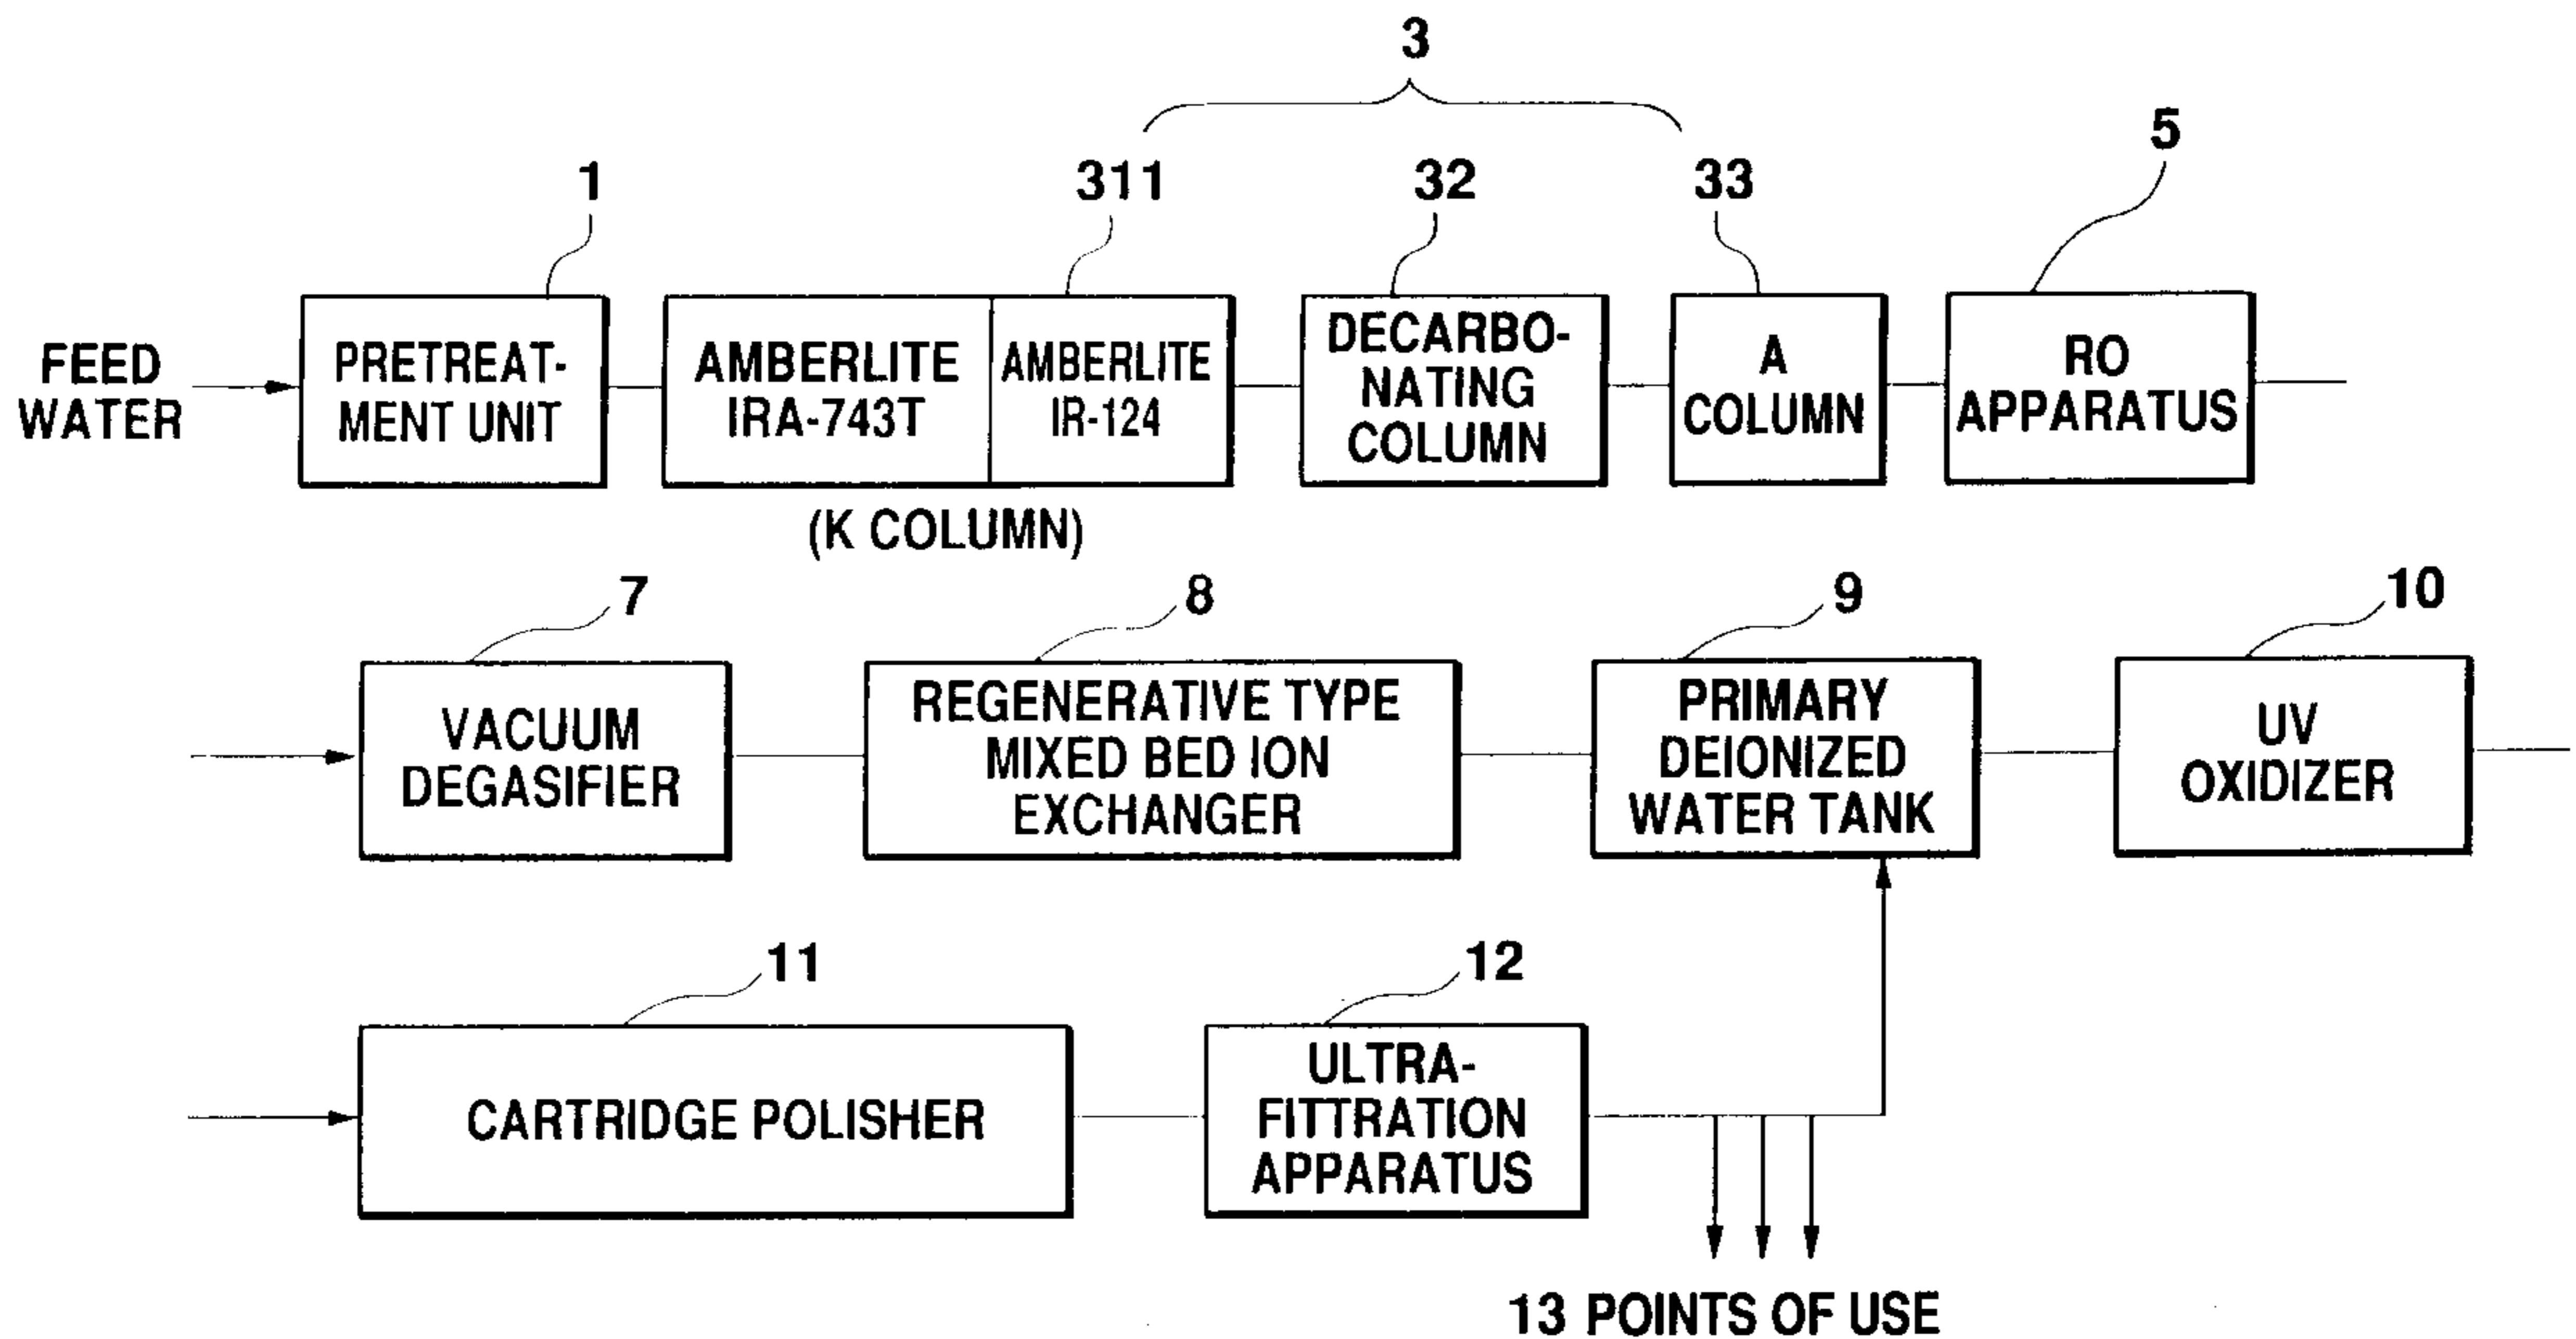 3
1
311
32
33
5
FEED
WATER
PRETREAT-
MENT UNIT
AMBERLITE
IRA-743T
AMBERLITE
IR-124
DECARBO-
NATING
COLUMN
A
COLUMN
RO
APPARATUS
(K COLUMN)
7
8
9
10
VACUUM
DEGASIFIER
REGENERATIVE TYPE
MIXED BED ION
EXCHANGER
PRIMARY
DEIONIZED
WATER TANK
UV
OXIDIZER
11
12
CARTRIDGE POLISHER
ULTRA-
FITTRATION
APPARATUS
13 POINTS OF USE